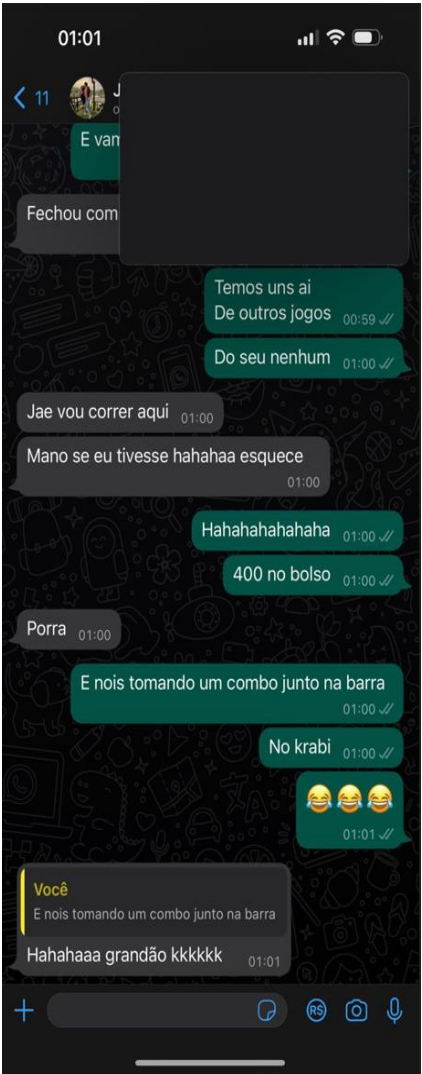 01:01
11
J
E vam
Fechou com
Temos uns ai
De outros jogos 00:59
Do seu nenhum 01:00
Jae vou correr aqui 01:00
Mano se eu tivesse hahahaa esquece
01:00
Hahahahahahaha 01:00
400 no bolso 01:00
Porra 01:00
E nois tomando um combo junto na barra
01:00
No krabi 01:00
😂😂😂
01:01
Você
E nois tomando um combo junto na barra
Hahahaaa grandão kkkkkk 01:01
R$